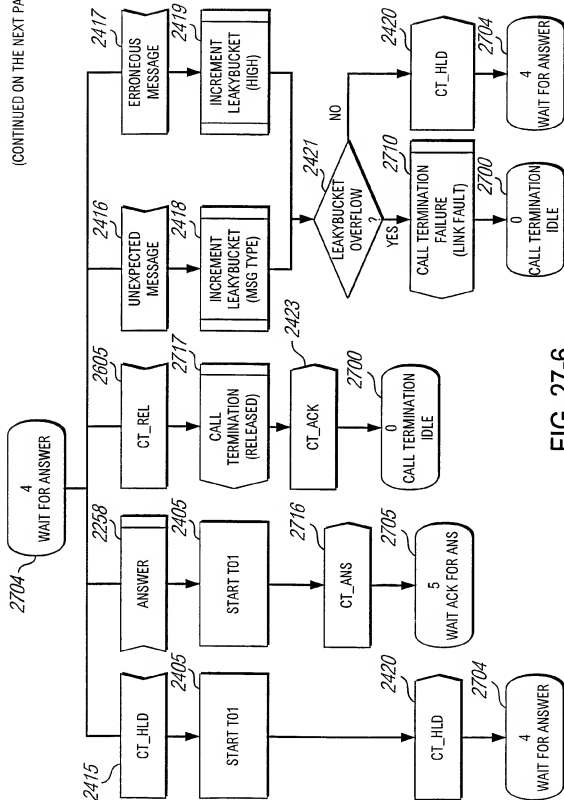 (CONTINUED ON THE NEXT PA
2704
4
WAIT FOR ANSWER
2415
CT_HLD
2405
START T01
2420
CT_HLD
2704
4
WAIT FOR ANSWER
2258
ANSWER
2405
START T01
2716
CT_ANS
2705
5
WAIT ACK FOR ANS
2605
CT_REL
2717
CALL
TERMINATION
(RELEASED)
2423
CT_ACK
2700
0
CALL TERMINATION
IDLE
2416
UNEXPECTED
MESSAGE
2418
INCREMENT
LEAKYBUCKET
(MSG TYPE)
2417
ERRONEOUS
MESSAGE
2419
INCREMENT
LEAKYBUCKET
(HIGH)
2421
LEAKYBUCKET
OVERFLOW
?
YES
NO
2710
CALL TERMINATION
FAILURE
(LINK FAULT)
2700
0
CALL TERMINATION
IDLE
2420
CT_HLD
2704
4
WAIT FOR ANSWER
FIG. 27-6